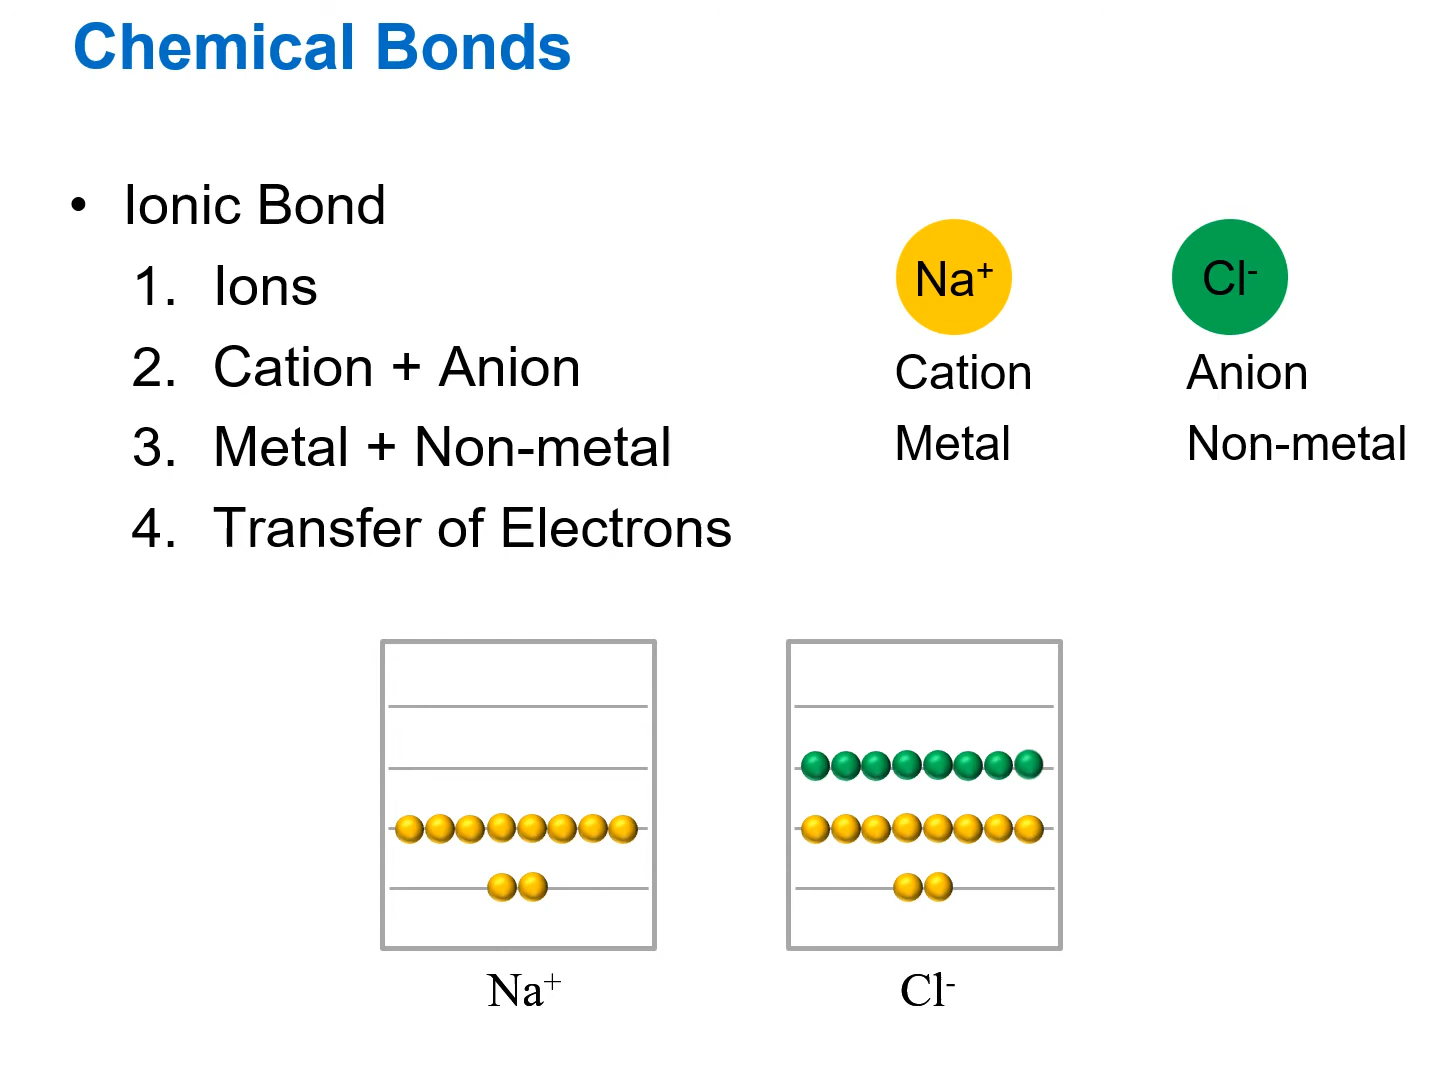 Chemical Bonds
• Ionic Bond
1. Ions
2. Cation + Anion
3. Metal + Non-metal
4. Transfer of Electrons
Na⁺ Cl⁻
Cation Anion
Metal Non-metal
Na⁺ Cl⁻